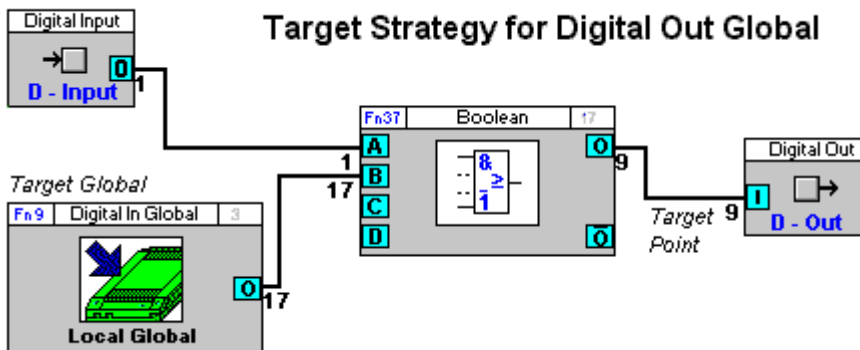 Target Strategy for Digital Out Global
Digital Input
O
D - Input
1
Fn37 Boolean 17
A
1
B
17
C
D
&
≥
1
O
9
O
Digital Out
I
9
D - Out
Target
Point
Target Global
Fn9 Digital In Global 3
O
17
Local Global